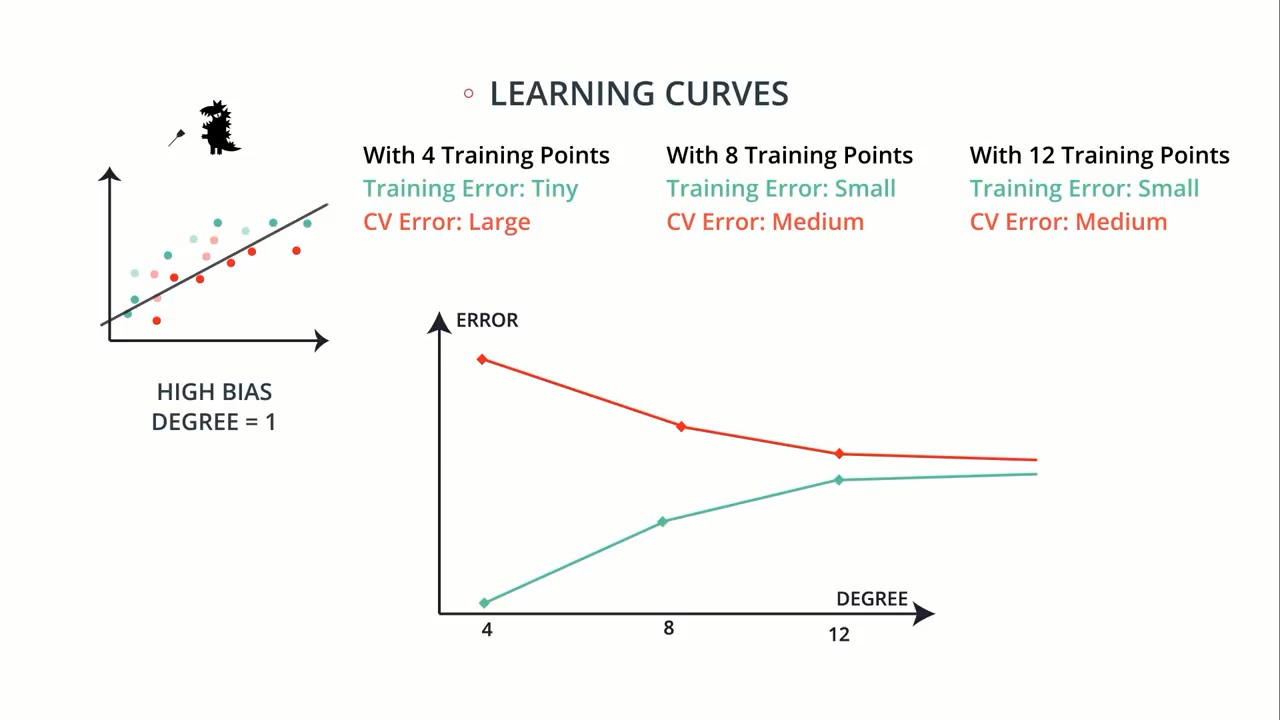 LEARNING CURVES
With 4 Training Points
Training Error: Tiny
CV Error: Large
With 8 Training Points
Training Error: Small
CV Error: Medium
With 12 Training Points
Training Error: Small
CV Error: Medium
HIGH BIAS
DEGREE = 1
ERROR
DEGREE
4
8
12